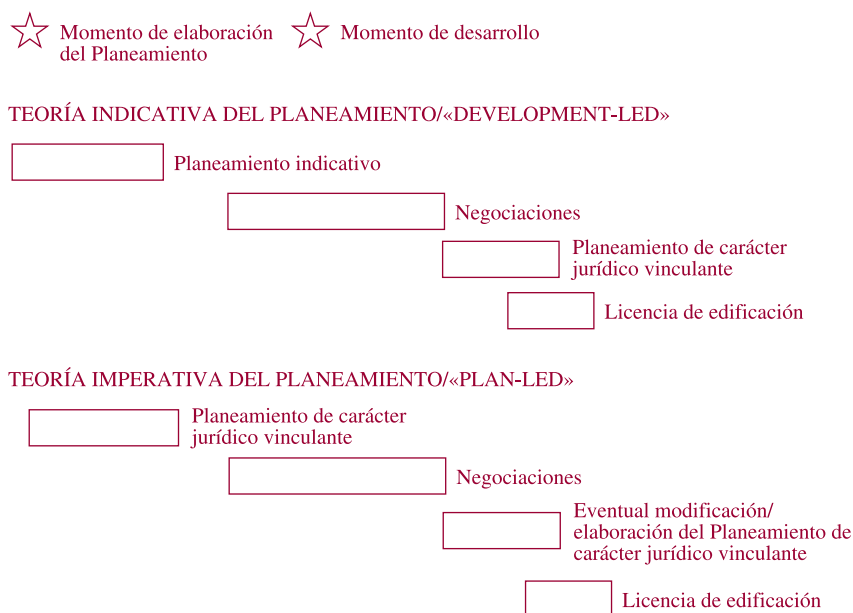 Momento de elaboración
del Planeamiento
Momento de desarrollo
TEORÍA INDICATIVA DEL PLANEAMIENTO/«DEVELOPMENT-LED»
Planeamiento indicativo
Negociaciones
Planeamiento de carácter
jurídico vinculante
Licencia de edificación
TEORÍA IMPERATIVA DEL PLANEAMIENTO/«PLAN-LED»
Planeamiento de carácter
jurídico vinculante
Negociaciones
Eventual modificación/
elaboración del Planeamiento de
carácter jurídico vinculante
Licencia de edificación